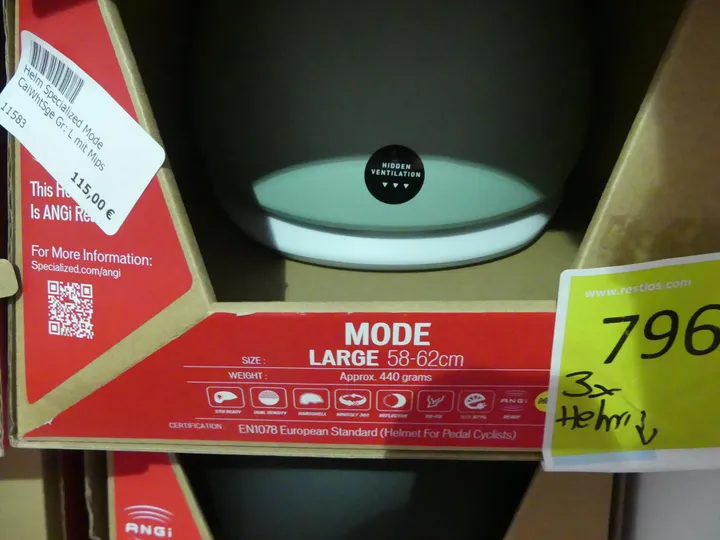 Helm Specialized Mode
CalWhtSge Gr: L mit Mips
11583
115,00 €
This
Is ANGi
For More Information:
Specialized.com/angi
HIDDEN
VENTILATION
MODE
SIZE: LARGE 58-62cm
WEIGHT: Approx. 440 grams
CERTIFICATION: EN1078 European Standard (Helmet For Pedal Cyclists)
www.restlos.com
796
3x
Helm
ANGi